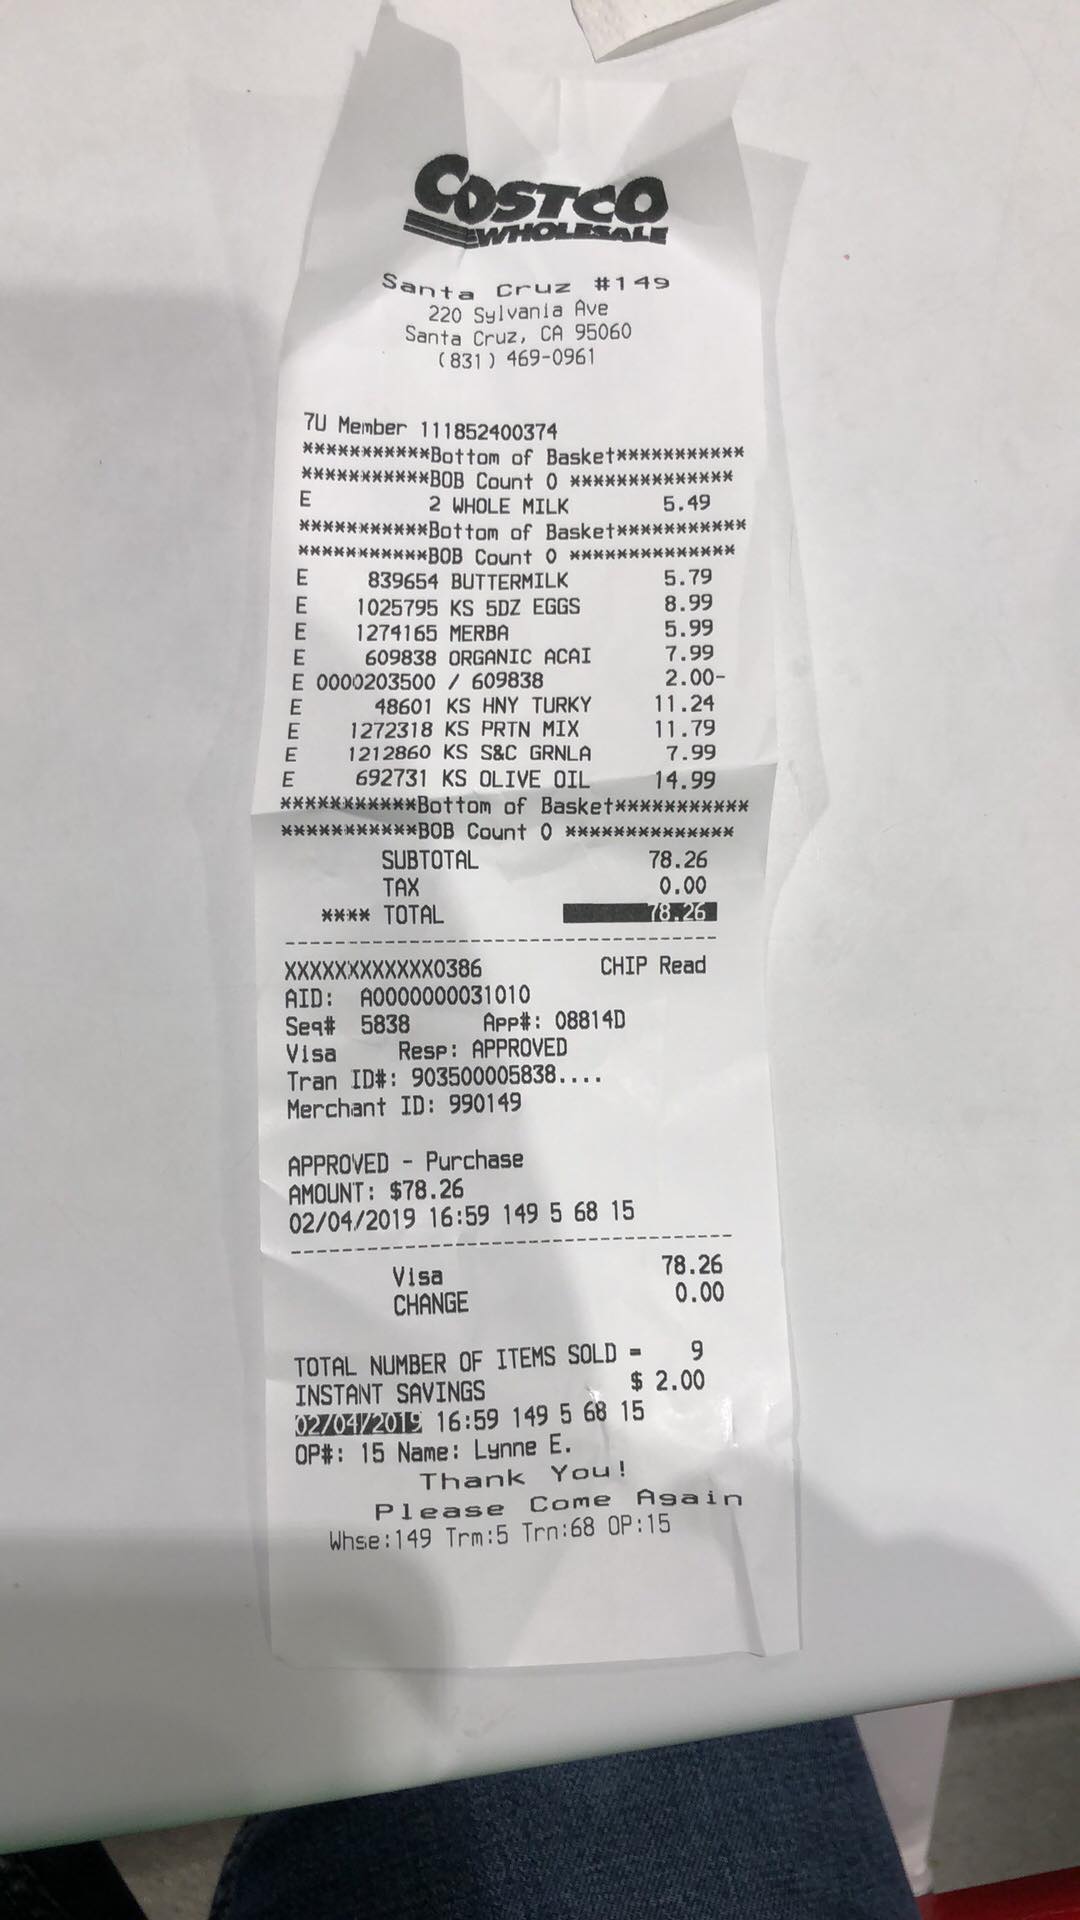 COSTCO
WHOLESALE
Santa Cruz #149
220 Sylvania Ave
Santa Cruz, CA 95060
(831) 469-0961
7U Member 111852400374
***********Bottom of Basket***********
***********BOB Count 0 **************
E 2 WHOLE MILK 5.49
***********Bottom of Basket***********
***********BOB Count 0 **************
E 839654 BUTTERMILK 5.79
E 1025795 KS 5DZ EGGS 8.99
E 1274165 MERBA 5.99
E 609838 ORGANIC ACAI 7.99
E 0000203500 / 609838 2.00-
E 48601 KS HNY TURKY 11.24
E 1272318 KS PRTN MIX 11.79
E 1212860 KS S&C GRNLA 7.99
E 692731 KS OLIVE OIL 14.99
***********Bottom of Basket***********
***********BOB Count 0 **************
SUBTOTAL 78.26
TAX 0.00
**** TOTAL 78.26
XXXXXXXXXXXX0386 CHIP Read
AID: A0000000031010
Seq# 5838 App#: 08814D
Visa Resp: APPROVED
Tran ID#: 903500005838....
Merchant ID: 990149
APPROVED - Purchase
AMOUNT: $78.26
02/04/2019 16:59 149 5 68 15
Visa 78.26
CHANGE 0.00
TOTAL NUMBER OF ITEMS SOLD = 9
INSTANT SAVINGS $ 2.00
02/04/2019 16:59 149 5 68 15
OP#: 15 Name: Lynne E.
Thank You!
Please Come Again
Whse:149 Trm:5 Trn:68 OP:15